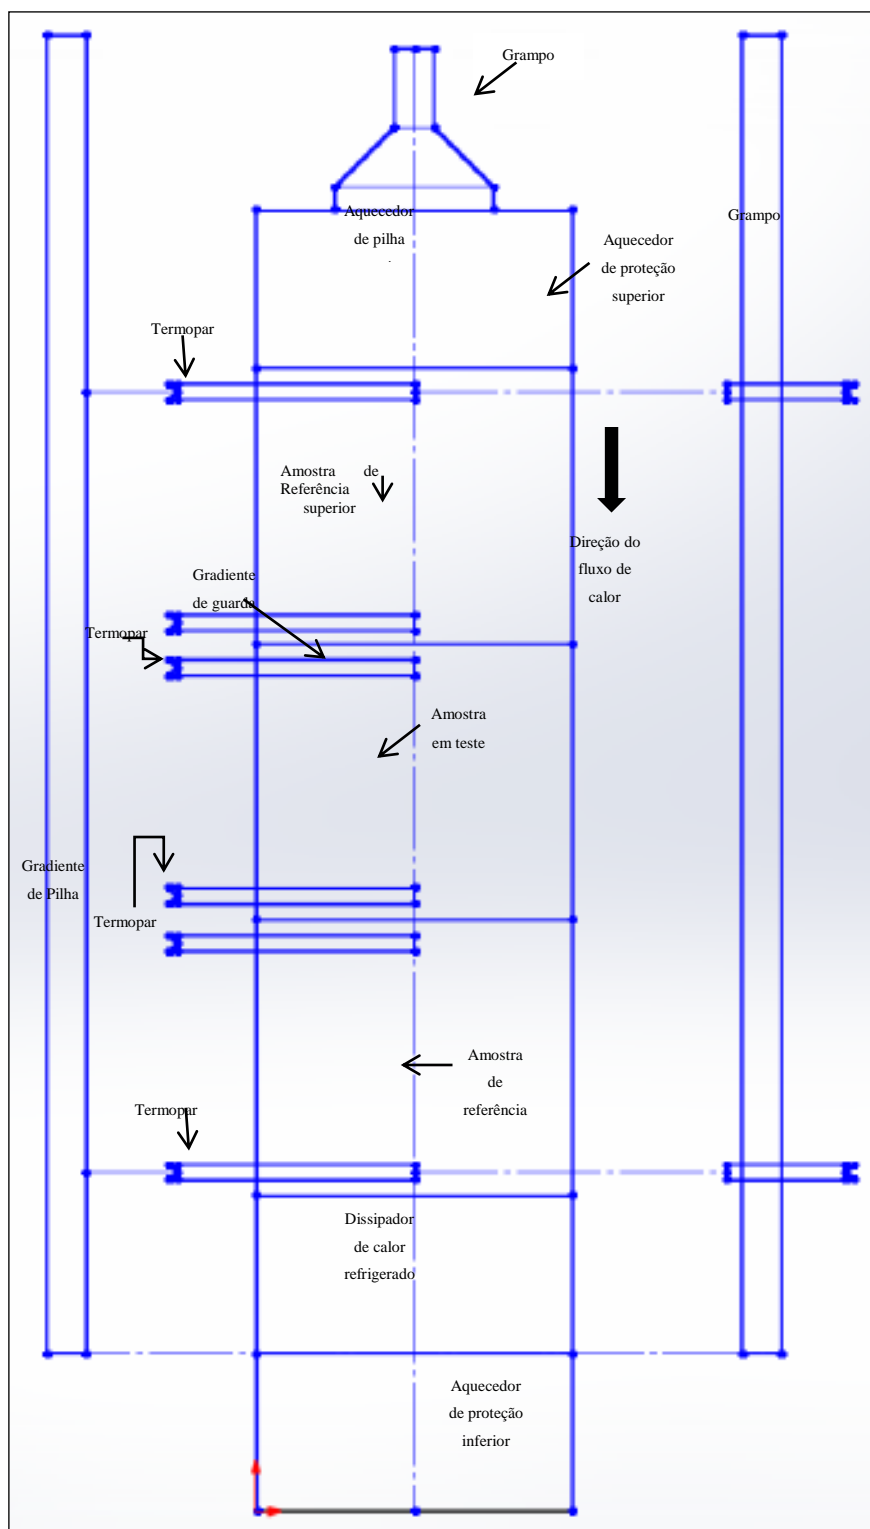 Grampo
Aquecedor
de pilha
Grampo
Aquecedor
de proteção
superior
Termopar
Amostra de
Referência
superior
Direção do
fluxo de
calor
Gradiente
de guarda
Termopar
Amostra
em teste
Gradiente
de Pilha
Termopar
Amostra
de
referência
Termopar
Dissipador
de calor
refrigerado
Aquecedor
de proteção
inferior